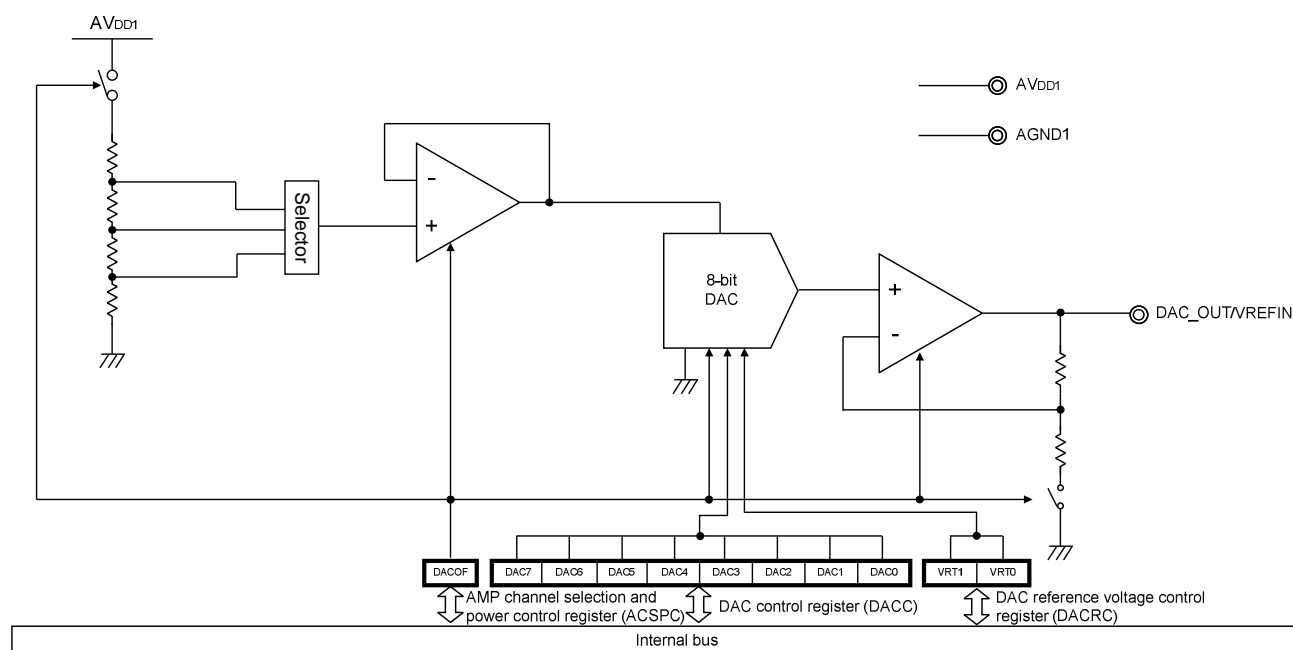 AVDD1
AVDD1
AGND1
Selector
-
+
8-bit
DAC
+
-
DAC_OUT/VREFIN
DACOF
DAC7 DAC6 DAC5 DAC4 DAC3 DAC2 DAC1 DAC0
VRT1 VRT0
AMP channel selection and
power control register (ACSPC)
DAC control register (DACC)
DAC reference voltage control
register (DACRC)
Internal bus